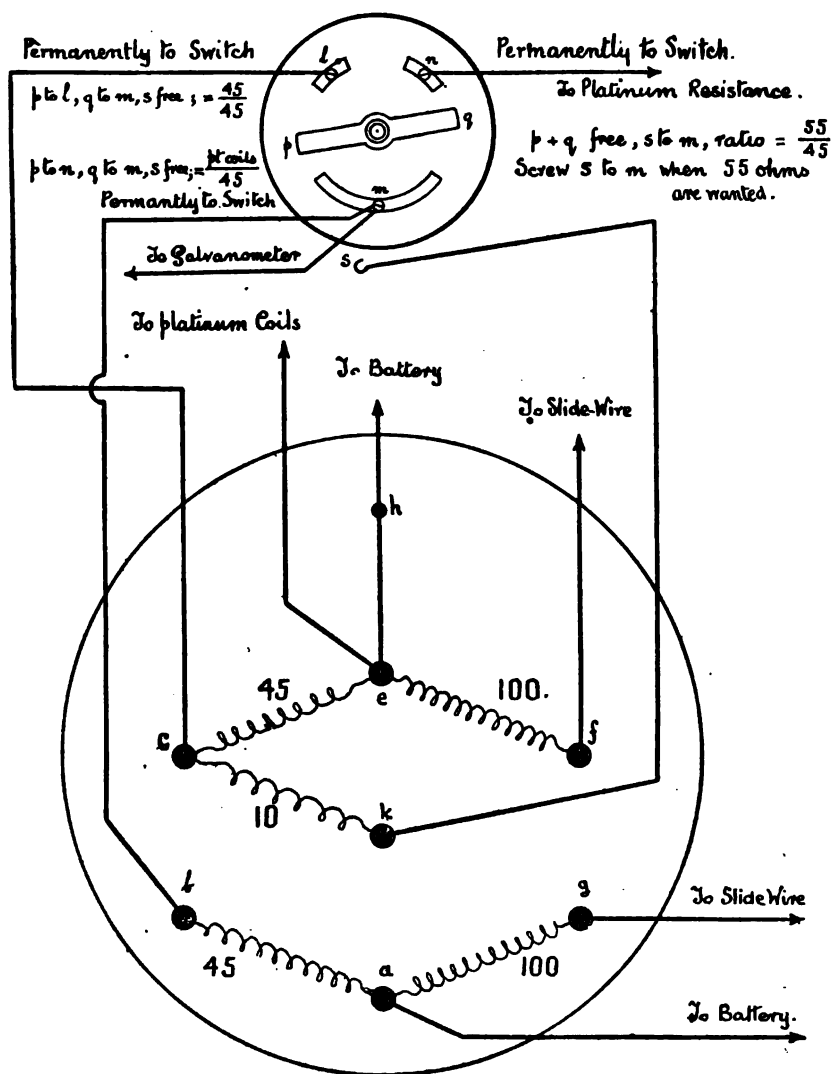 Permanently to Switch
l
n
Permanently to Switch.
To Platinum Resistance.
p to l, q to m, s free ; = 45/45
p
q
p + q free, s to m, ratio = 55/45
p to n, q to m, s free ; = pt coils/45
Screw S to m when 55 ohms
are wanted.
m
Permantly to Switch
To Galvanometer
s
To platinum Coils
To Battery
To Slide-Wire
h
45
100.
e
c
f
10
k
b
g
To Slide Wire
45
a
100
To Battery.